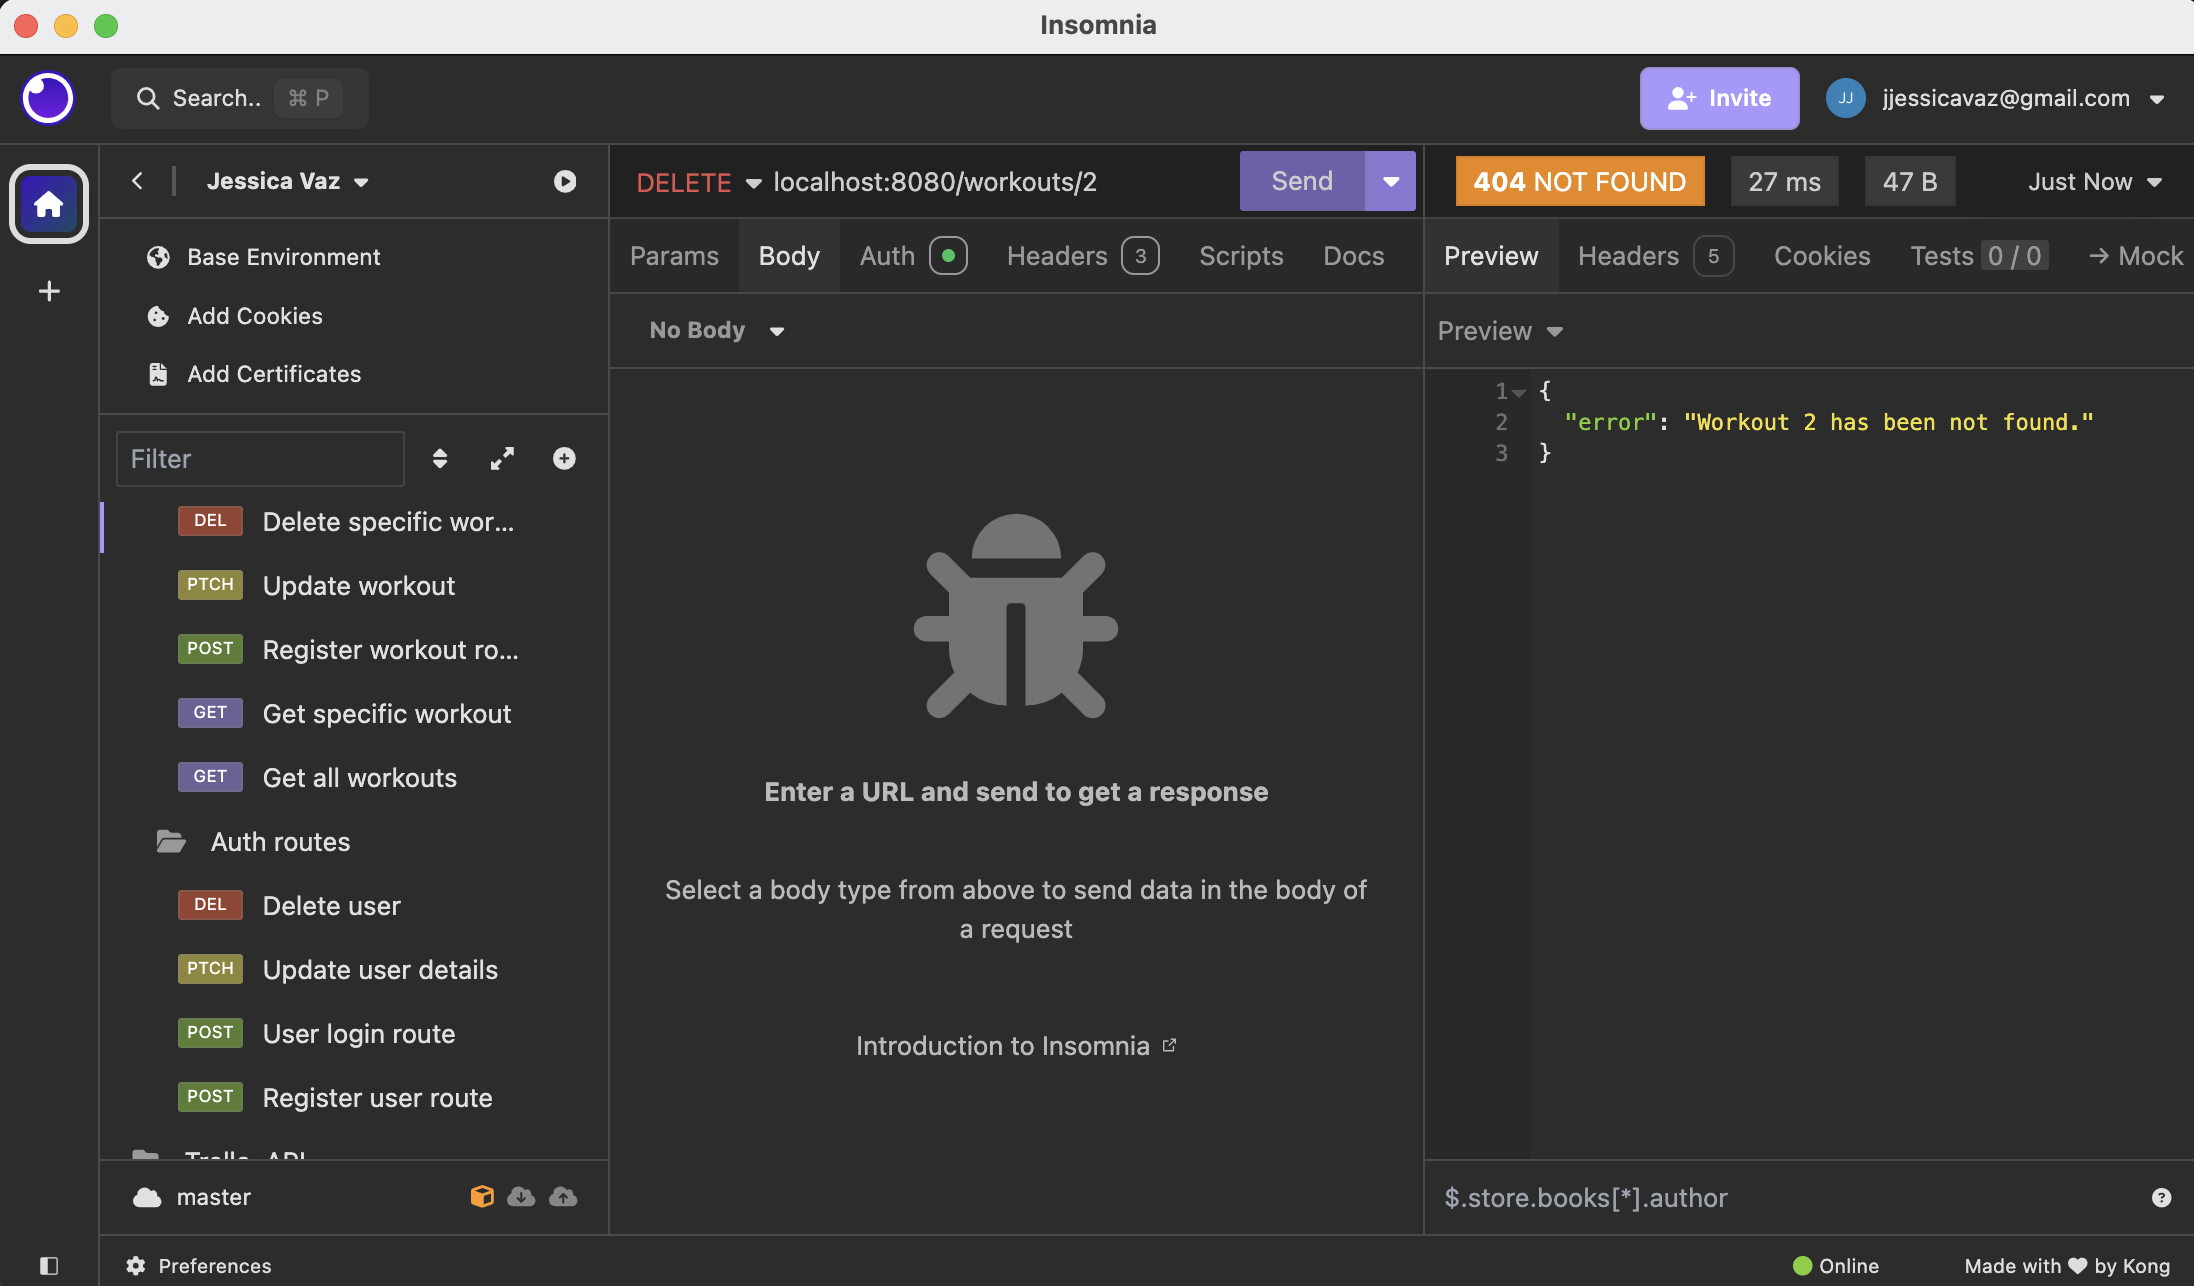 Insomnia
Search.. ⌘ P
Invite
JJ jjessicavaz@gmail.com
Jessica Vaz
Base Environment
Add Cookies
Add Certificates
Filter
DEL Delete specific wor...
PTCH Update workout
POST Register workout ro...
GET Get specific workout
GET Get all workouts
Auth routes
DEL Delete user
PTCH Update user details
POST User login route
POST Register user route
master
Preferences
DELETE localhost:8080/workouts/2 Send
Params Body Auth Headers 3 Scripts Docs
No Body
Enter a URL and send to get a response
Select a body type from above to send data in the body of
a request
Introduction to Insomnia
404 NOT FOUND 27 ms 47 B Just Now
Preview Headers 5 Cookies Tests 0 / 0 → Mock
Preview
1 {
2 "error": "Workout 2 has been not found."
3 }
$.store.books[*].author
?
Online
Made with ♥ by Kong